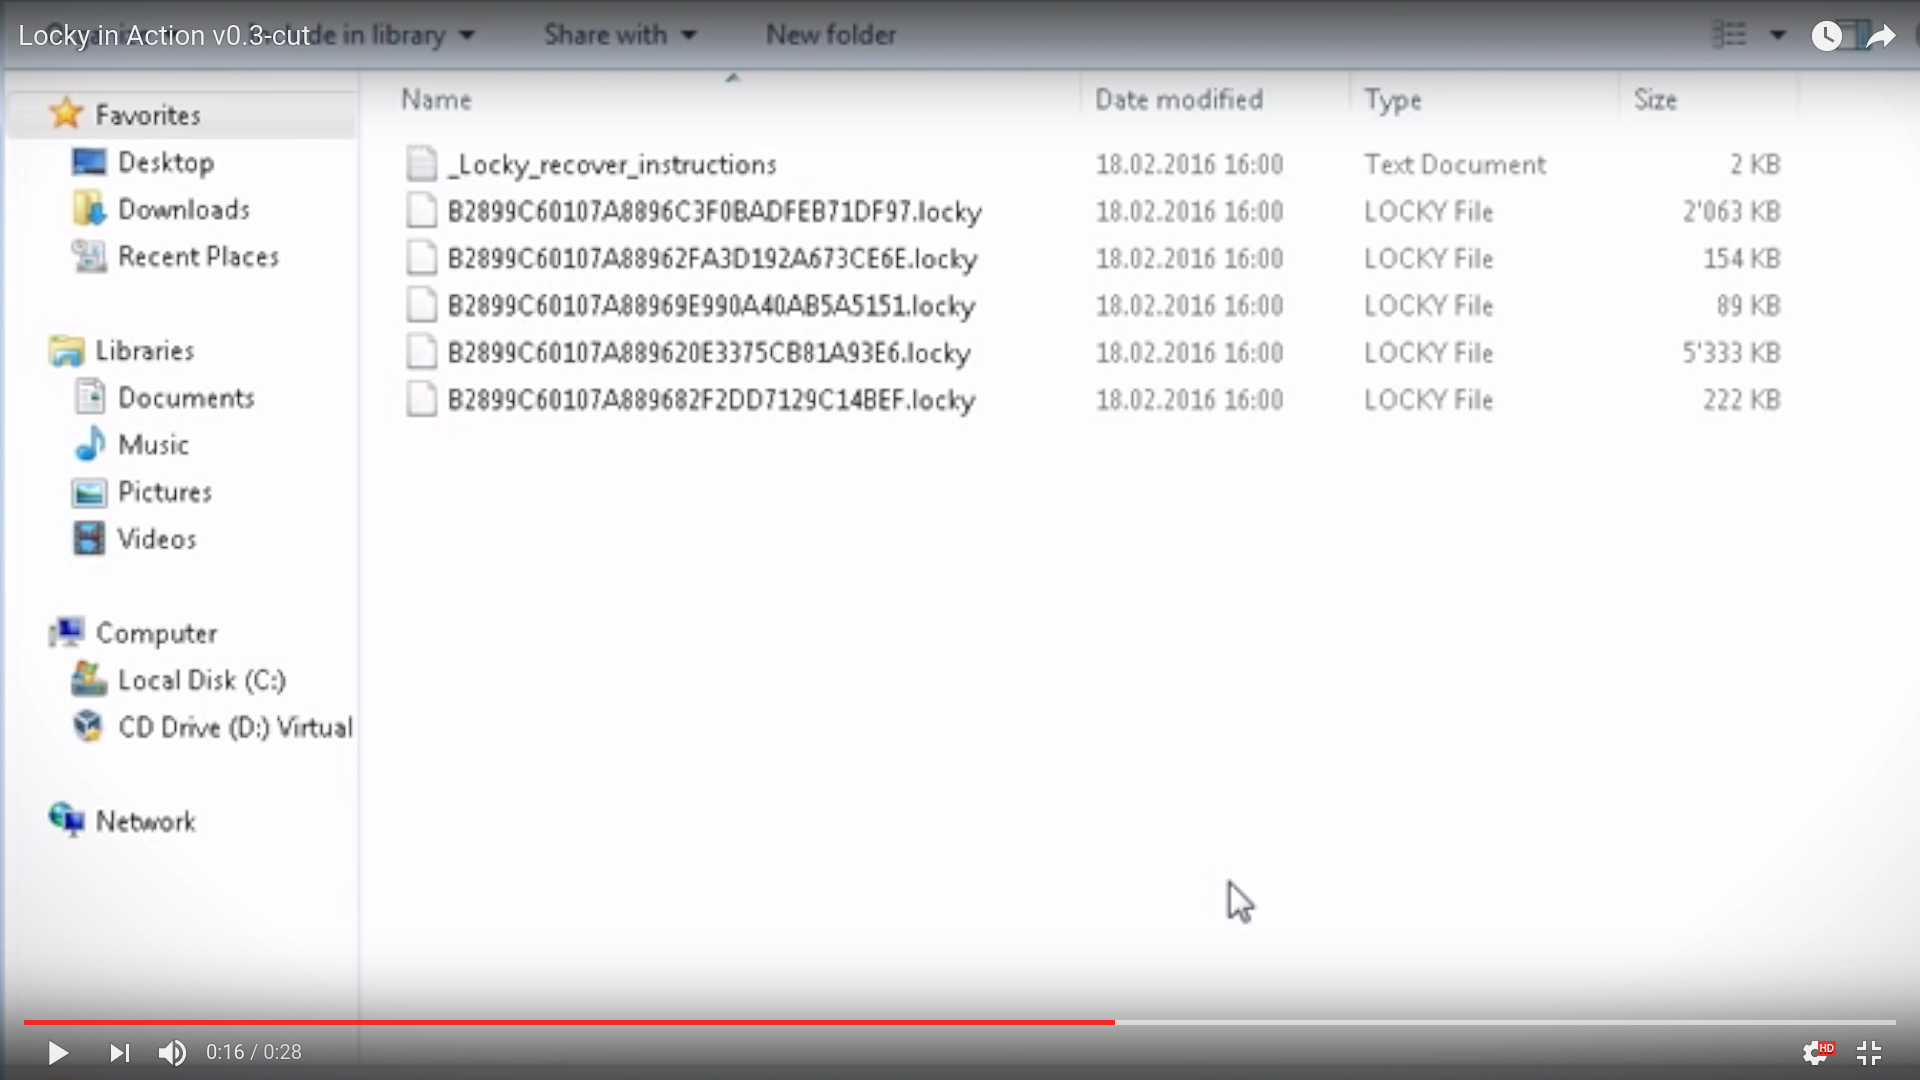 Locky in Action v0.3-cut
de in library
Share with
New folder
Name Date modified Type Size
Favorites
Desktop
Downloads
Recent Places
Libraries
Documents
Music
Pictures
Videos
Computer
Local Disk (C:)
CD Drive (D:) Virtual
Network
_Locky_recover_instructions 18.02.2016 16:00 Text Document 2 KB
B2899C60107A8896C3F0BADFEB71DF97.locky 18.02.2016 16:00 LOCKY File 2'063 KB
B2899C60107A88962FA3D192A673CE6E.locky 18.02.2016 16:00 LOCKY File 154 KB
B2899C60107A88969E990A40AB5A5151.locky 18.02.2016 16:00 LOCKY File 89 KB
B2899C60107A889620E3375CB81A93E6.locky 18.02.2016 16:00 LOCKY File 5'333 KB
B2899C60107A889682F2DD7129C14BEF.locky 18.02.2016 16:00 LOCKY File 222 KB
0:16 / 0:28
HD